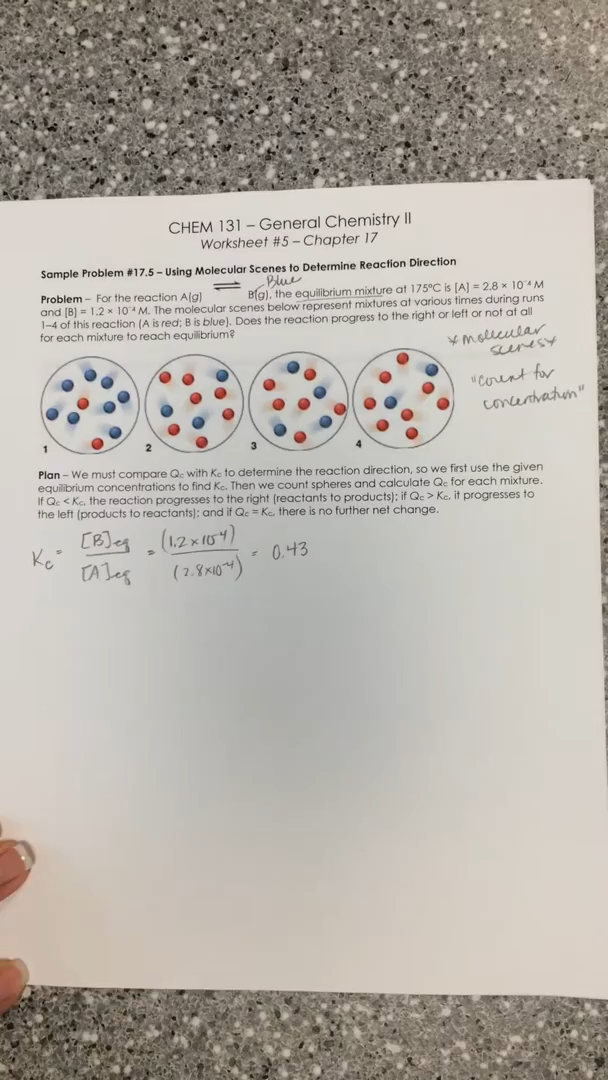 CHEM 131 – General Chemistry II
Worksheet #5 – Chapter 17
Sample Problem #17.5 – Using Molecular Scenes to Determine Reaction Direction
Blue
Problem – For the reaction A(g) ⇌ B(g), the equilibrium mixture at 175°C is [A] = 2.8 × 10⁻⁴ M
and [B] = 1.2 × 10⁻⁴ M. The molecular scenes below represent mixtures at various times during runs
1–4 of this reaction (A is red; B is blue). Does the reaction progress to the right or left or not at all
for each mixture to reach equilibrium?
* molecular
scenes *
"count for
concentration"
1 2 3 4
Plan – We must compare Qc with Kc to determine the reaction direction, so we first use the given
equilibrium concentrations to find Kc. Then we count spheres and calculate Qc for each mixture.
If Qc < Kc, the reaction progresses to the right (reactants to products); if Qc > Kc, it progresses to
the left (products to reactants); and if Qc = Kc, there is no further net change.
Kc = [B]eq / [A]eq = (1.2 × 10⁻⁴) / (2.8 × 10⁻⁴) = 0.43